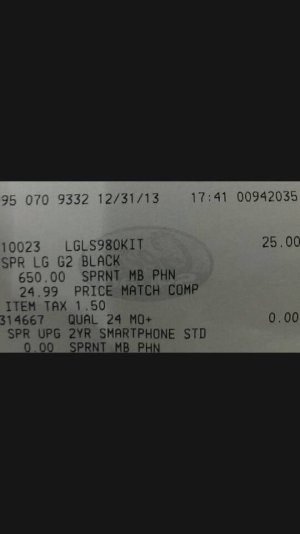 95 070 9332 12/31/13 17:41 00942035
10023 LGLS980KIT 25.00
SPR LG G2 BLACK
650.00 SPRNT MB PHN
24.99 PRICE MATCH COMP
ITEM TAX 1.50
314667 QUAL 24 MO+ 0.00
SPR UPG 2YR SMARTPHONE STD
0.00 SPRNT MB PHN